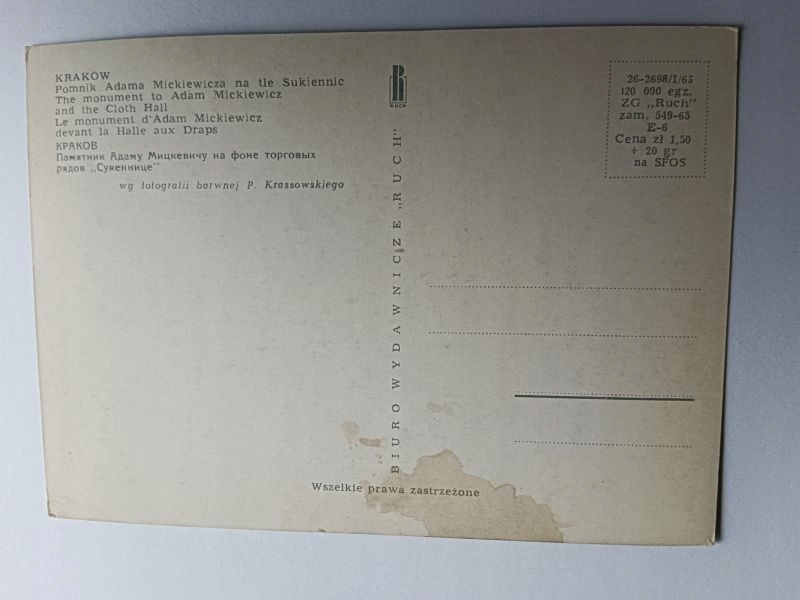 KRAKÓW
Pomnik Adama Mickiewicza na tle Sukiennic
The monument to Adam Mickiewicz
and the Cloth Hall
Le monument d'Adam Mickiewicz
devant la Halle aux Draps
КРАКОВ
Памятник Адаму Мицкевичу на фоне торговых
рядов „Сукеннице"
wg fotografii barwnej P. Krassowskiego
RUCH
BIURO WYDAWNICZE „RUCH"
26-2698/I/65
120 000 egz.
ZG „Ruch"
zam. 549-65
E-6
Cena zł 1,50
+ 20 gr
na SFOS
Wszelkie prawa zastrzeżone